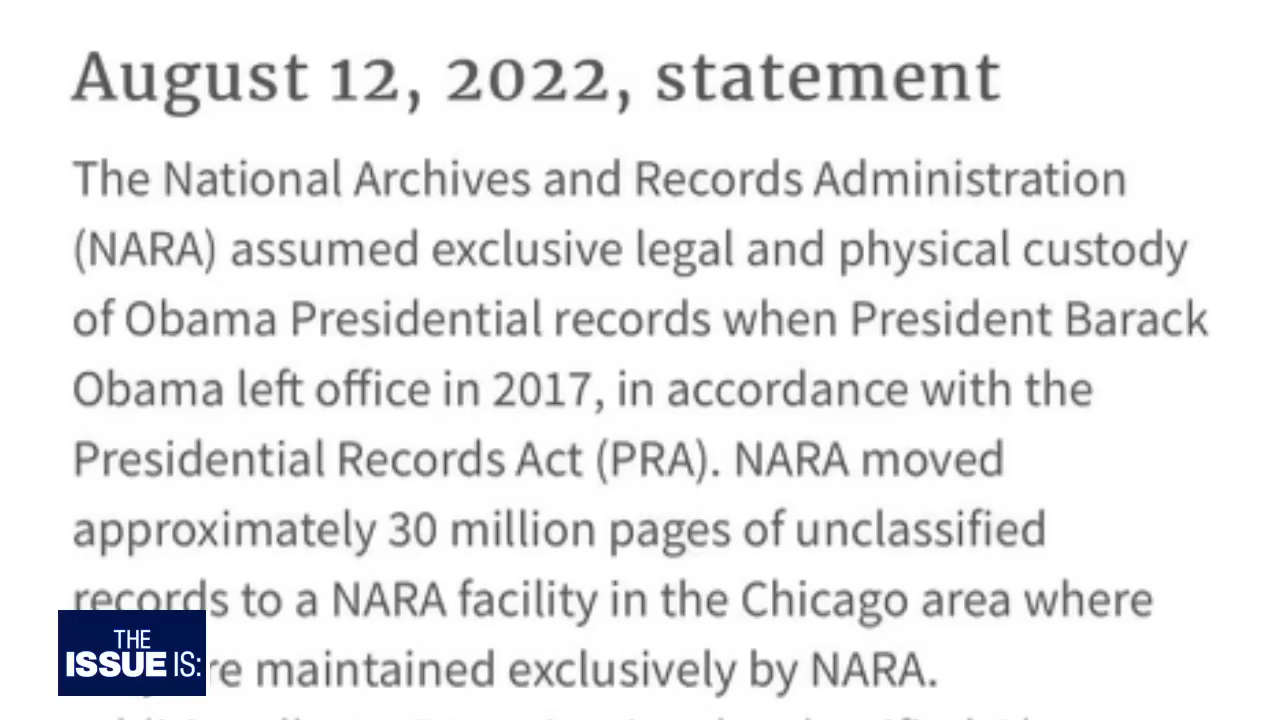 August 12, 2022, statement
The National Archives and Records Administration
(NARA) assumed exclusive legal and physical custody
of Obama Presidential records when President Barack
Obama left office in 2017, in accordance with the
Presidential Records Act (PRA). NARA moved
approximately 30 million pages of unclassified
records to a NARA facility in the Chicago area where
re maintained exclusively by NARA.
THE
ISSUE IS: